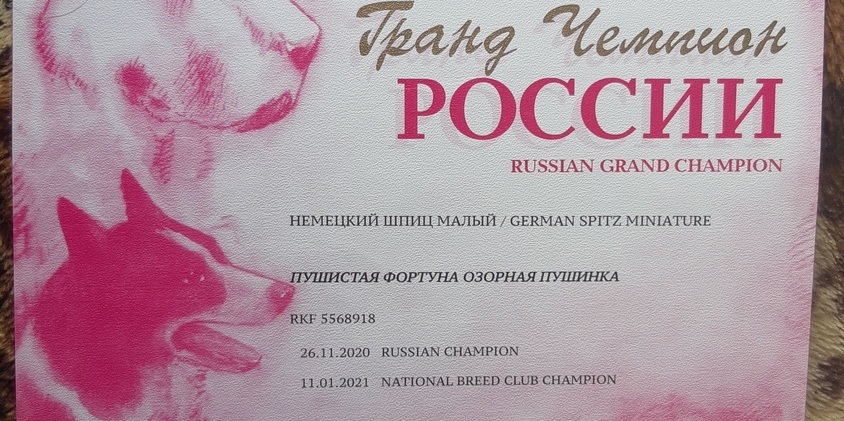 Гранд Чемпион
РОССИИ
RUSSIAN GRAND CHAMPION
НЕМЕЦКИЙ ШПИЦ МАЛЫЙ / GERMAN SPITZ MINIATURE
ПУШИСТАЯ ФОРТУНА ОЗОРНАЯ ПУШИНКА
RKF 5568918
26.11.2020 RUSSIAN CHAMPION
11.01.2021 NATIONAL BREED CLUB CHAMPION